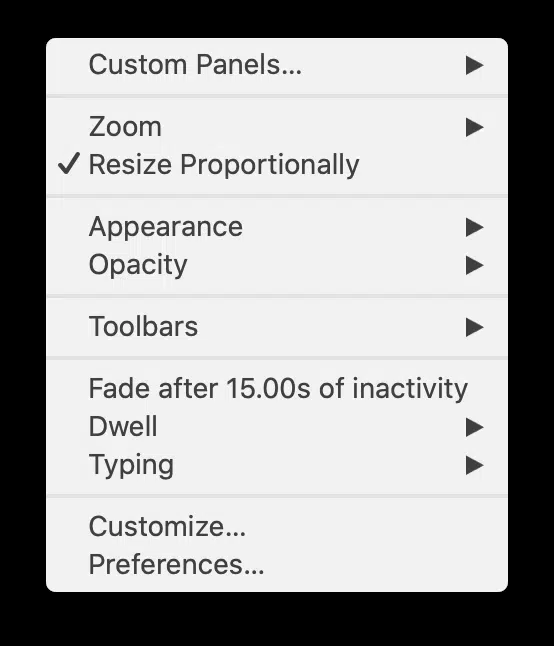 Custom Panels...
Zoom
Resize Proportionally
Appearance
Opacity
Toolbars
Fade after 15.00s of inactivity
Dwell
Typing
Customize...
Preferences...